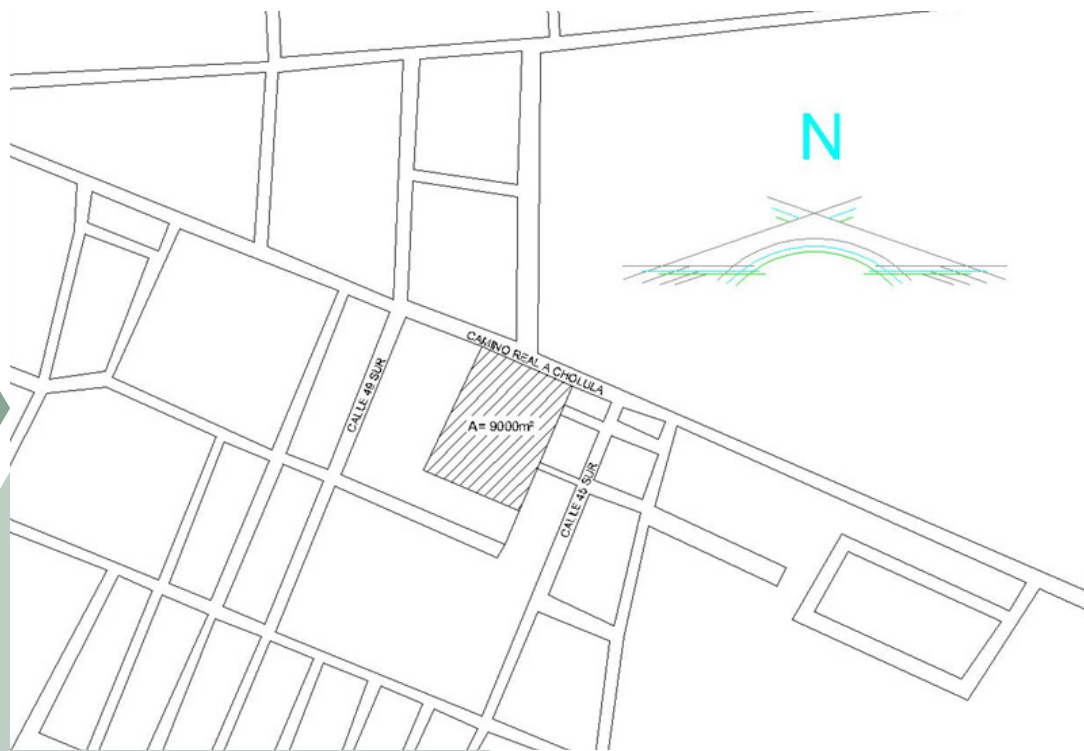 N
CAMINO REAL A CHOLULA
CALLE 49 SUR
A= 9000m²
CALLE 45 SUR